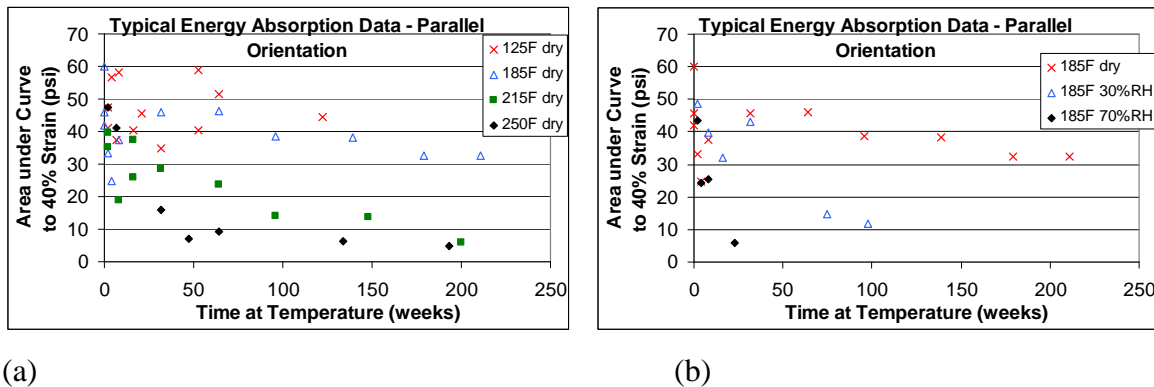 Typical Energy Absorption Data - Parallel
Orientation
Area under Curve
to 40% Strain (psi)
70
60
50
40
30
20
10
0
0 50 100 150 200 250
Time at Temperature (weeks)
125F dry
185F dry
215F dry
250F dry
(a)
Typical Energy Absorption Data - Parallel
Orientation
Area under Curve
to 40% Strain (psi)
70
60
50
40
30
20
10
0
0 50 100 150 200 250
Time at Temperature (weeks)
185F dry
185F 30%RH
185F 70%RH
(b)